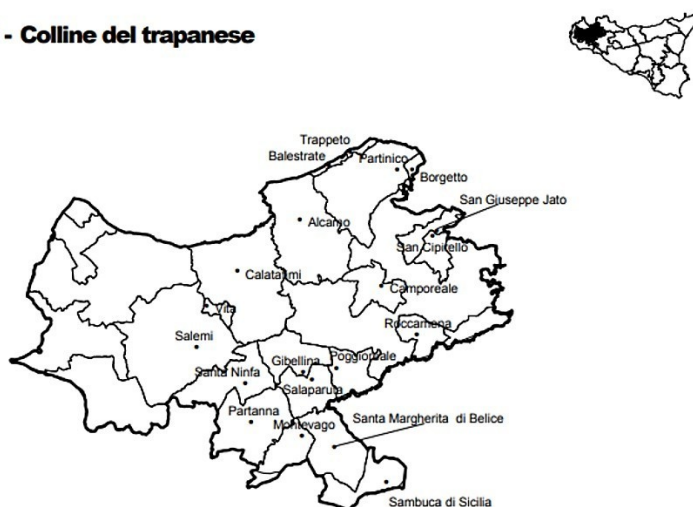 - Colline del trapanese
Trappeto
Balestrate
Partinico
Borgetto
San Giuseppe Jato
Alcamo
San Cipirello
Calatafimi
Camporeale
Vita
Roccamena
Salemi
Gibellina
Poggioreale
Santa Ninfa
Salaparuta
Partanna
Montevago
Santa Margherita di Belice
Sambuca di Sicilia